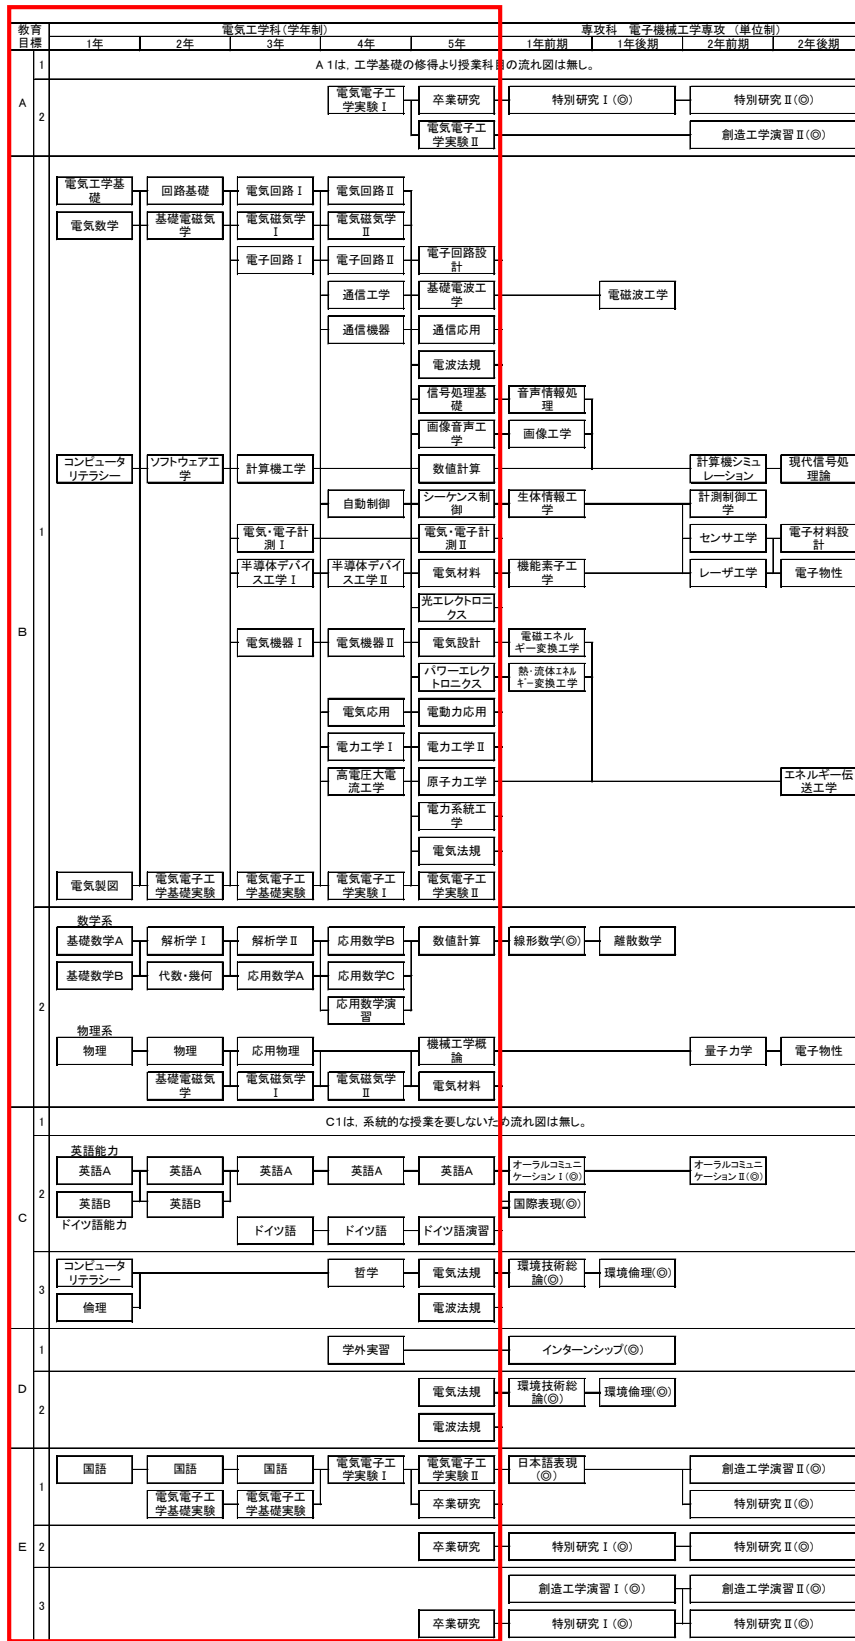 教育
目標
電気工学科(学年制)
専攻科 電子機械工学専攻 (単位制)
1年 2年 3年 4年 5年 1年前期 1年後期 2年前期 2年後期
A
1
A1は, 工学基礎の修得より授業科目の流れ図は無し。
2
電気電子工
学実験Ⅰ
卒業研究
特別研究Ⅰ(◎)
特別研究Ⅱ(◎)
電気電子工
学実験Ⅱ
創造工学演習Ⅱ(◎)
B
1
電気工学基
礎
回路基礎
電気回路Ⅰ
電気回路Ⅱ
電気数学
基礎電磁気
学
電気磁気学
Ⅰ
電気磁気学
Ⅱ
電子回路Ⅰ
電子回路Ⅱ
電子回路設
計
通信工学
基礎電波工
学
電磁波工学
通信機器
通信応用
電波法規
信号処理基
礎
音声情報処
理
画像音声工
学
画像工学
コンピュータ
リテラシー
ソフトウェア工
学
計算機工学
数値計算
計算機シミュ
レーション
現代信号処
理論
自動制御
シーケンス制
御
生体情報工
学
計測制御工
学
電気・電子計
測Ⅰ
電気・電子計
測Ⅱ
センサ工学
電子材料設
計
半導体デバイ
ス工学Ⅰ
半導体デバイ
ス工学Ⅱ
電気材料
機能素子工
学
レーザ工学
電子物性
光エレクトロニ
クス
電気機器Ⅰ
電気機器Ⅱ
電気設計
電磁エネル
ギー変換工学
パワーエレク
トロニクス
熱・流体エネル
ギー変換工学
電気応用
電動力応用
電力工学Ⅰ
電力工学Ⅱ
高電圧大電
流工学
原子力工学
エネルギー伝
送工学
電力系統工
学
電気法規
電気製図
電気電子工
学基礎実験
電気電子工
学基礎実験
電気電子工
学実験Ⅰ
電気電子工
学実験Ⅱ
2
数学系
基礎数学A
解析学Ⅰ
解析学Ⅱ
応用数学B
数値計算
線形数学(◎)
離散数学
基礎数学B
代数・幾何
応用数学A
応用数学C
応用数学演
習
物理系
物理
物理
応用物理
機械工学概
論
量子力学
電子物性
基礎電磁気
学
電気磁気学
Ⅰ
電気磁気学
Ⅱ
電気材料
C
1
C1は, 系統的な授業を要しないため流れ図は無し。
2
英語能力
英語A
英語A
英語A
英語A
英語A
オーラルコミュニ
ケーションⅠ(◎)
オーラルコミュニ
ケーションⅡ(◎)
英語B
英語B
国際表現(◎)
ドイツ語能力
ドイツ語
ドイツ語
ドイツ語演習
3
コンピュータ
リテラシー
哲学
電気法規
環境技術総
論(◎)
環境倫理(◎)
倫理
電波法規
D
1
学外実習
インターンシップ(◎)
2
電気法規
環境技術総
論(◎)
環境倫理(◎)
電波法規
E
1
国語
国語
国語
電気電子工
学実験Ⅰ
電気電子工
学実験Ⅱ
日本語表現
(◎)
創造工学演習Ⅱ(◎)
電気電子工
学基礎実験
電気電子工
学基礎実験
卒業研究
特別研究Ⅱ(◎)
2
卒業研究
特別研究Ⅰ(◎)
特別研究Ⅱ(◎)
3
創造工学演習Ⅰ(◎)
創造工学演習Ⅱ(◎)
卒業研究
特別研究Ⅰ(◎)
特別研究Ⅱ(◎)